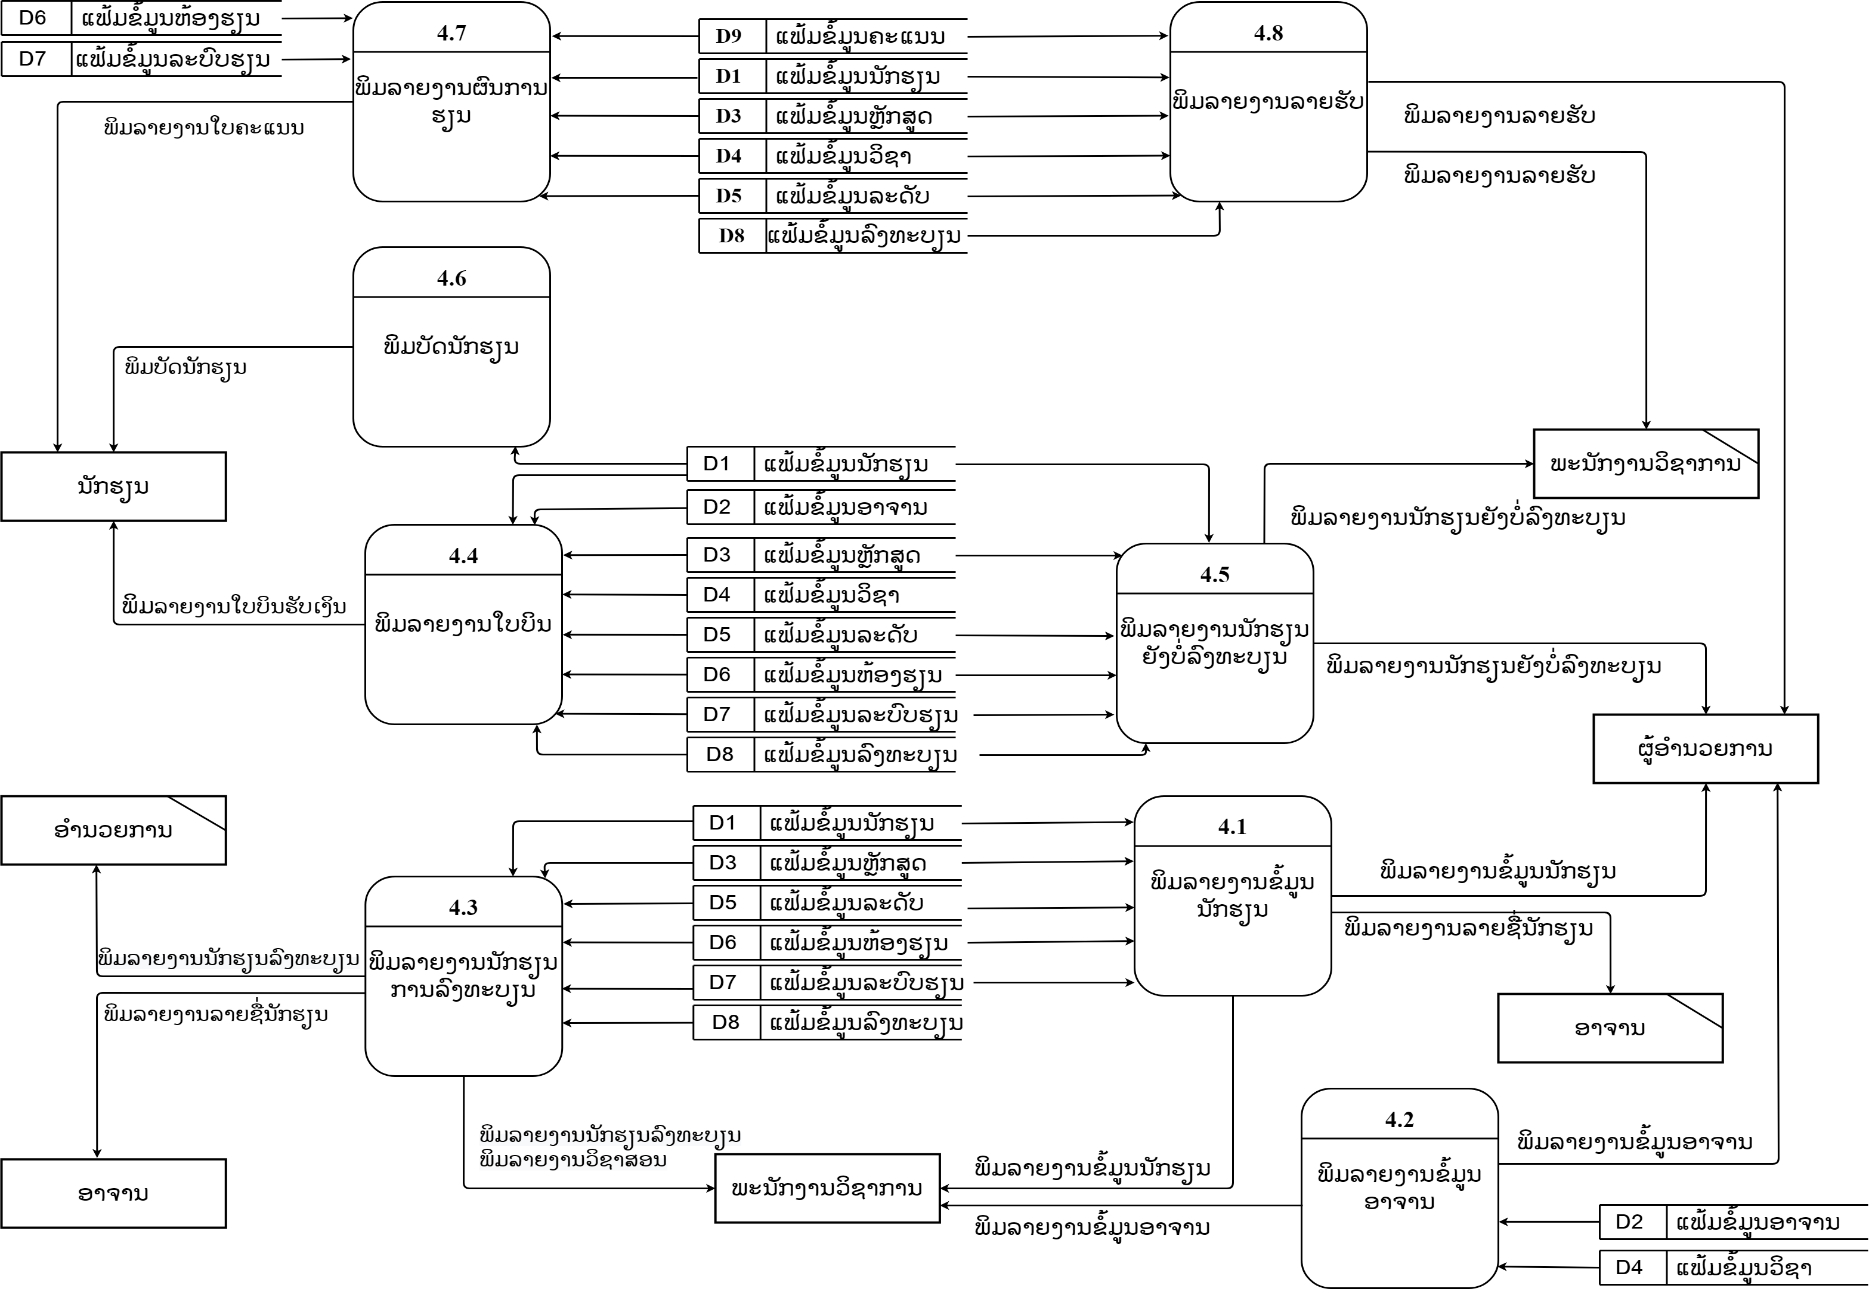 D6 ແຟ້ມຂໍ້ມູນຫ້ອງຮຽນ
D7 ແຟ້ມຂໍ້ມູນລະບົບຮຽນ
4.7
ພິມລາຍງານຜົນການ
ຮຽນ
ພິມລາຍງານໃບຄະແນນ
D9 ແຟ້ມຂໍ້ມູນຄະແນນ
D1 ແຟ້ມຂໍ້ມູນນັກຮຽນ
D3 ແຟ້ມຂໍ້ມູນຫຼັກສູດ
D4 ແຟ້ມຂໍ້ມູນວິຊາ
D5 ແຟ້ມຂໍ້ມູນລະດັບ
D8 ແຟ້ມຂໍ້ມູນລົງທະບຽນ
4.8
ພິມລາຍງານລາຍຮັບ
ພິມລາຍງານລາຍຮັບ
ພິມລາຍງານລາຍຮັບ
4.6
ພິມບັດນັກຮຽນ
ພິມບັດນັກຮຽນ
ນັກຮຽນ
D1 ແຟ້ມຂໍ້ມູນນັກຮຽນ
D2 ແຟ້ມຂໍ້ມູນອາຈານ
D3 ແຟ້ມຂໍ້ມູນຫຼັກສູດ
D4 ແຟ້ມຂໍ້ມູນວິຊາ
D5 ແຟ້ມຂໍ້ມູນລະດັບ
D6 ແຟ້ມຂໍ້ມູນຫ້ອງຮຽນ
D7 ແຟ້ມຂໍ້ມູນລະບົບຮຽນ
D8 ແຟ້ມຂໍ້ມູນລົງທະບຽນ
ພະນັກງານວິຊາການ
ພິມລາຍງານນັກຮຽນຍັງບໍ່ລົງທະບຽນ
4.4
ພິມລາຍງານໃບບິນ
ພິມລາຍງານໃບບິນຮັບເງິນ
4.5
ພິມລາຍງານນັກຮຽນ
ຍັງບໍ່ລົງທະບຽນ
ພິມລາຍງານນັກຮຽນຍັງບໍ່ລົງທະບຽນ
ຜູ້ອຳນວຍການ
ອຳນວຍການ
D1 ແຟ້ມຂໍ້ມູນນັກຮຽນ
D3 ແຟ້ມຂໍ້ມູນຫຼັກສູດ
D5 ແຟ້ມຂໍ້ມູນລະດັບ
D6 ແຟ້ມຂໍ້ມູນຫ້ອງຮຽນ
D7 ແຟ້ມຂໍ້ມູນລະບົບຮຽນ
D8 ແຟ້ມຂໍ້ມູນລົງທະບຽນ
4.1
ພິມລາຍງານຂໍ້ມູນ
ນັກຮຽນ
ພິມລາຍງານຂໍ້ມູນນັກຮຽນ
ພິມລາຍງານລາຍຊື່ນັກຮຽນ
4.3
ພິມລາຍງານນັກຮຽນ
ການລົງທະບຽນ
ພິມລາຍງານນັກຮຽນລົງທະບຽນ
ພິມລາຍງານລາຍຊື່ນັກຮຽນ
ອາຈານ
ອາຈານ
ພິມລາຍງານນັກຮຽນລົງທະບຽນ
ພິມລາຍງານວິຊາສອນ
ພະນັກງານວິຊາການ
ພິມລາຍງານຂໍ້ມູນນັກຮຽນ
ພິມລາຍງານຂໍ້ມູນອາຈານ
4.2
ພິມລາຍງານຂໍ້ມູນ
ອາຈານ
ພິມລາຍງານຂໍ້ມູນອາຈານ
D2 ແຟ້ມຂໍ້ມູນອາຈານ
D4 ແຟ້ມຂໍ້ມູນວິຊາ